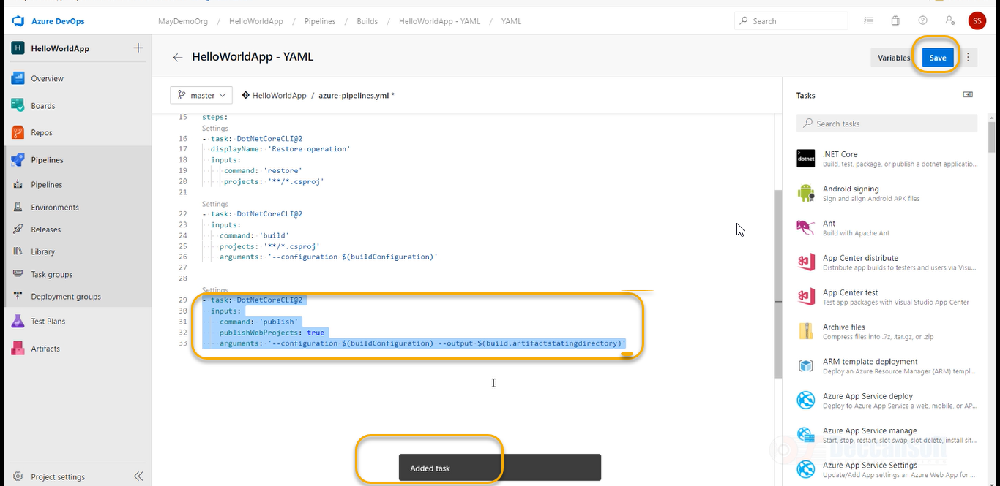 Azure DevOps
MayDemoOrg / HelloWorldApp / Pipelines / Builds / HelloWorldApp - YAML / YAML
Search
SS
H HelloWorldApp
Overview
Boards
Repos
Pipelines
Pipelines
Environments
Releases
Library
Task groups
Deployment groups
Test Plans
Artifacts
Project settings
HelloWorldApp - YAML
Variables
Save
master
HelloWorldApp / azure-pipelines.yml *
15 steps:
Settings
16 - task: DotNetCoreCLI@2
17 displayName: 'Restore operation'
18 inputs:
19 command: 'restore'
20 projects: '**/*.csproj'
21
Settings
22 - task: DotNetCoreCLI@2
23 inputs:
24 command: 'build'
25 projects: '**/*.csproj'
26 arguments: '--configuration $(buildConfiguration)'
27
28
Settings
29 - task: DotNetCoreCLI@2
30 inputs:
31 command: 'publish'
32 publishWebProjects: true
33 arguments: '--configuration $(buildConfiguration) --output $(build.artifactstatingdirectory)'
Added task
Tasks
Search tasks
dotnet
.NET Core
Build, test, package, or publish a dotnet applicatio...
Android signing
Sign and align Android APK files
Ant
Build with Apache Ant
App Center distribute
Distribute app builds to testers and users via Visu...
App Center test
Test app packages with Visual Studio App Center
Archive files
Compress files into .7z, .tar.gz, or .zip
ARM template deployment
Deploy an Azure Resource Manager (ARM) templ...
Azure App Service deploy
Deploy to Azure App Service a web, mobile, or AP...
Azure App Service manage
Start, stop, restart, slot swap, slot delete, install sit...
deccansoft
Azure App Service Settings
Update/Add App settings an Azure Web App for ...